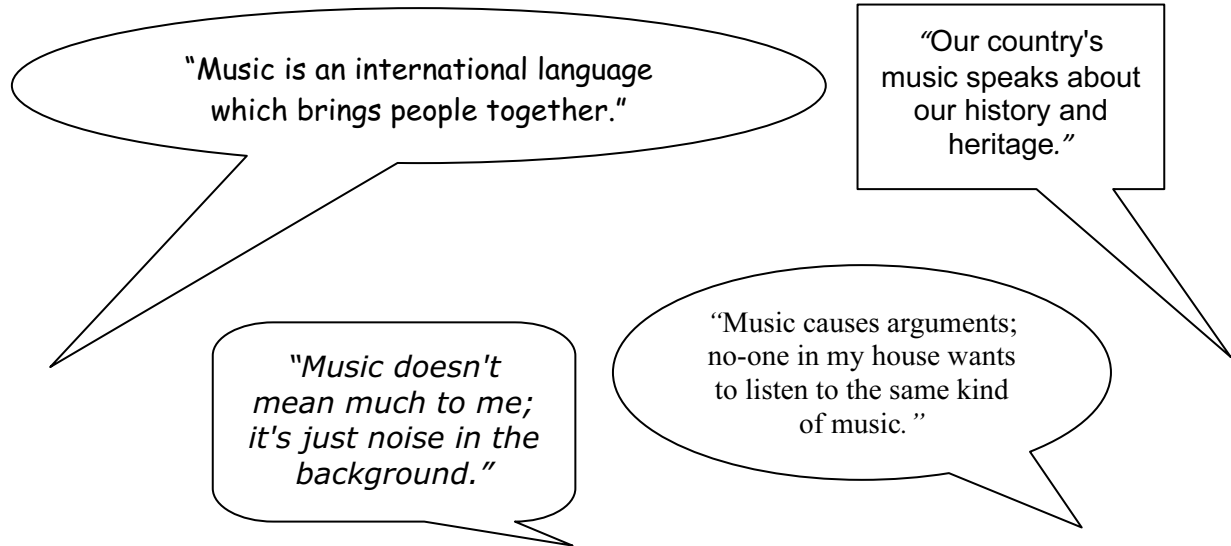 “Music is an international language
which brings people together.”
“Our country's
music speaks about
our history and
heritage.”
“Music doesn't
mean much to me;
it's just noise in the
background.”
“Music causes arguments;
no-one in my house wants
to listen to the same kind
of music.”